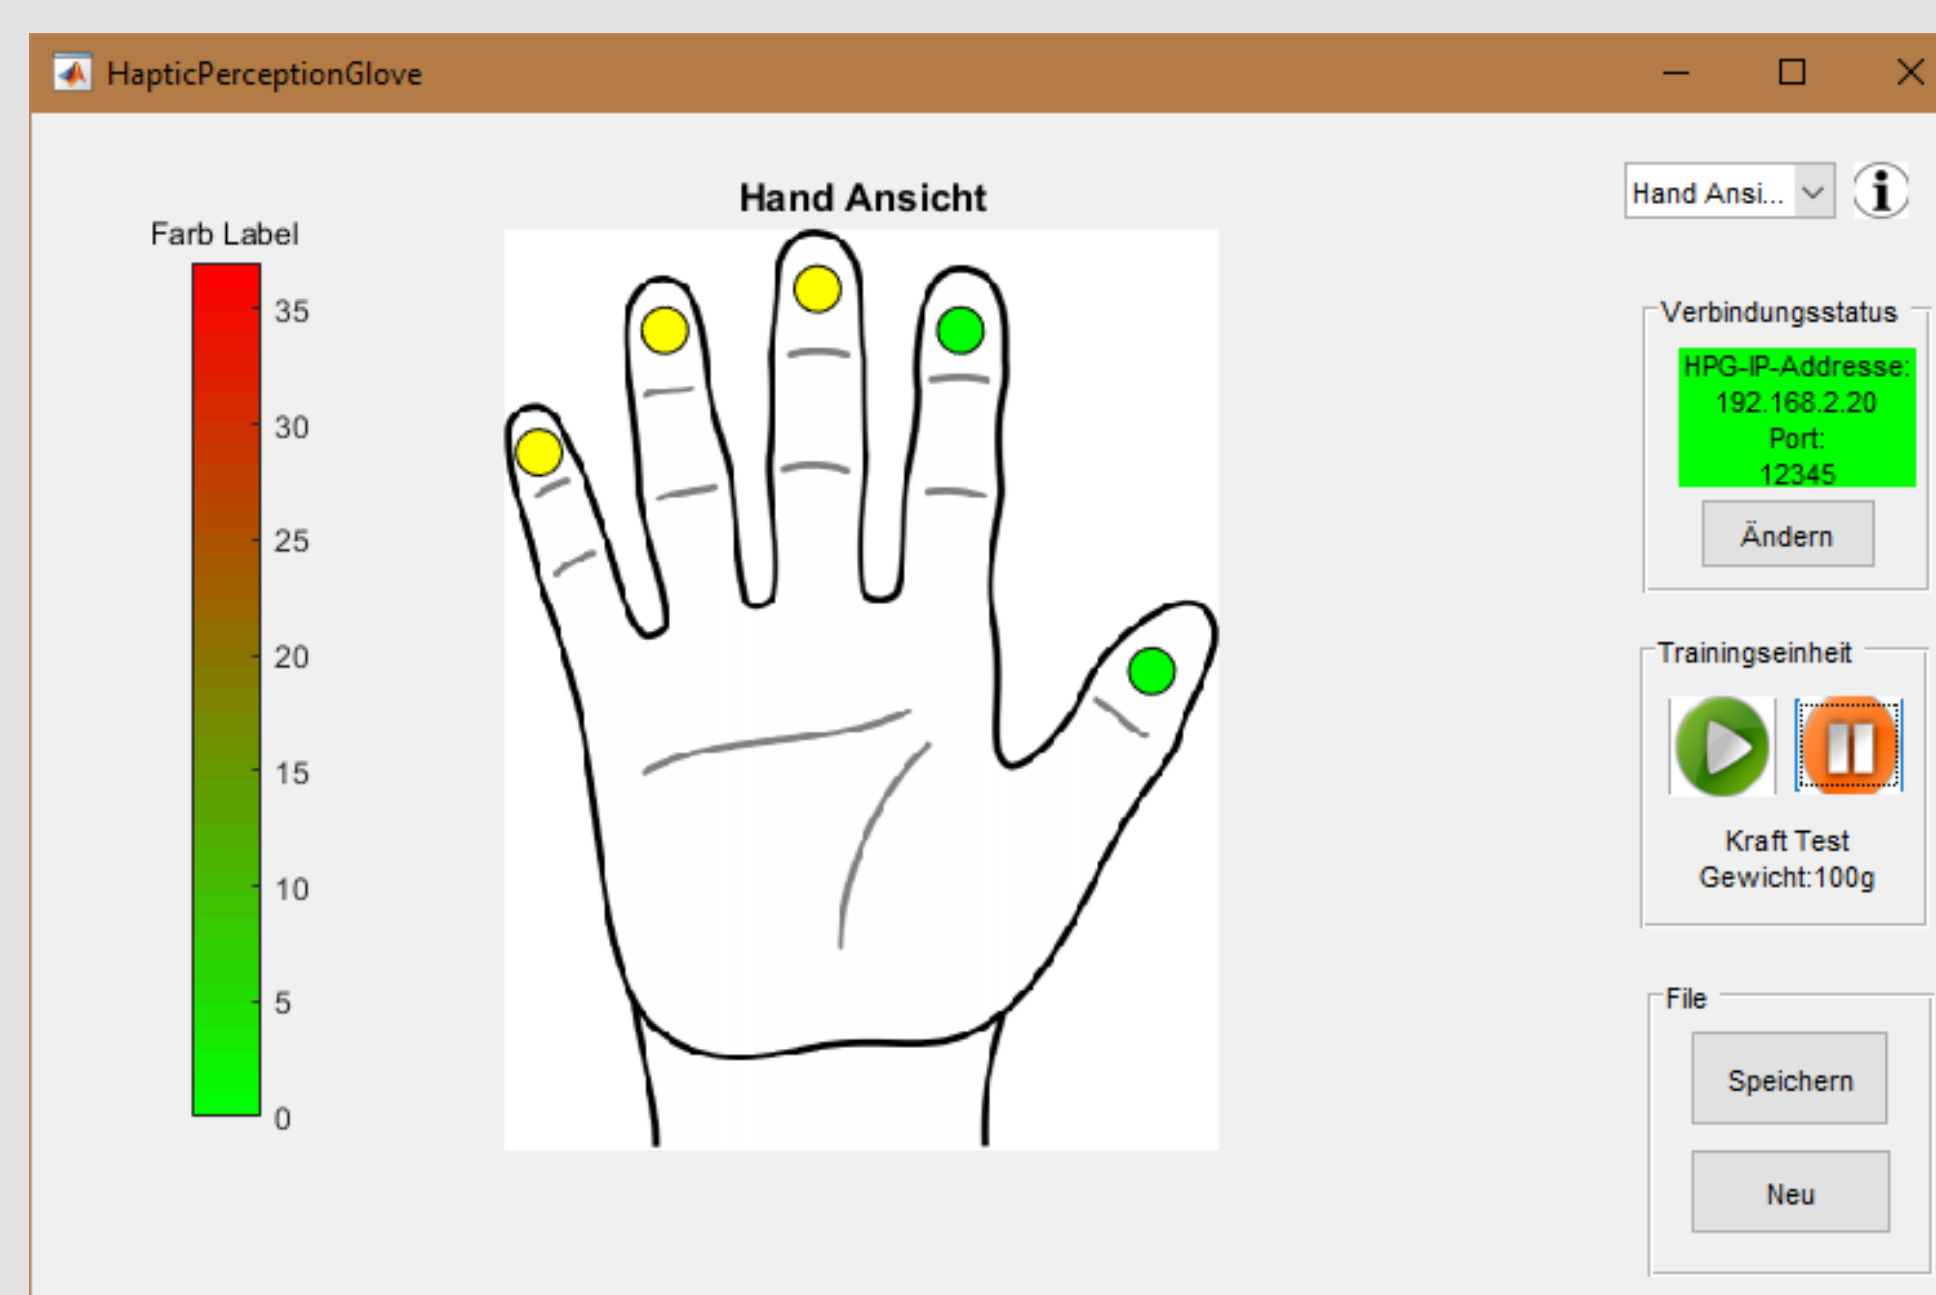 HapticPerceptionGlove
Hand Ansicht
Farb Label
35
30
25
20
15
10
5
0
Hand Ansi...
i
Verbindungsstatus
HPG-IP-Addresse:
192.168.2.20
Port:
12345
Ändern
Trainingseinheit
Kraft Test
Gewicht:100g
File
Speichern
Neu